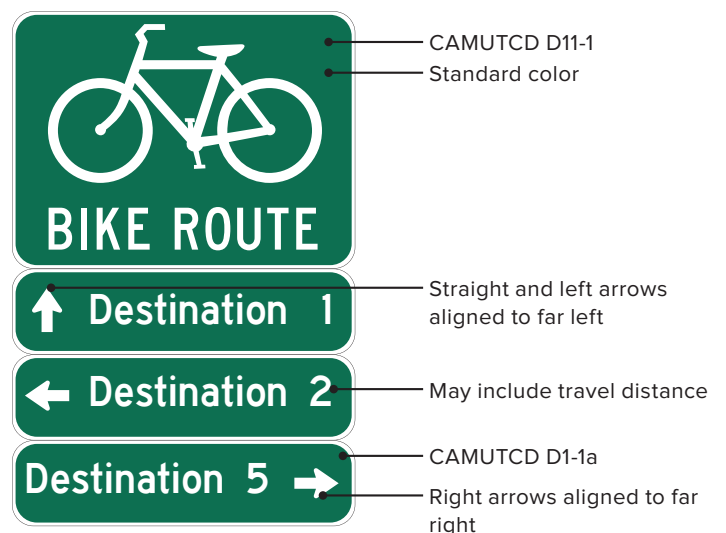 CAMUTCD D11-1
Standard color
BIKE ROUTE
Straight and left arrows
aligned to far left
Destination 1
Destination 2
May include travel distance
CAMUTCD D1-1a
Destination 5
Right arrows aligned to far
right